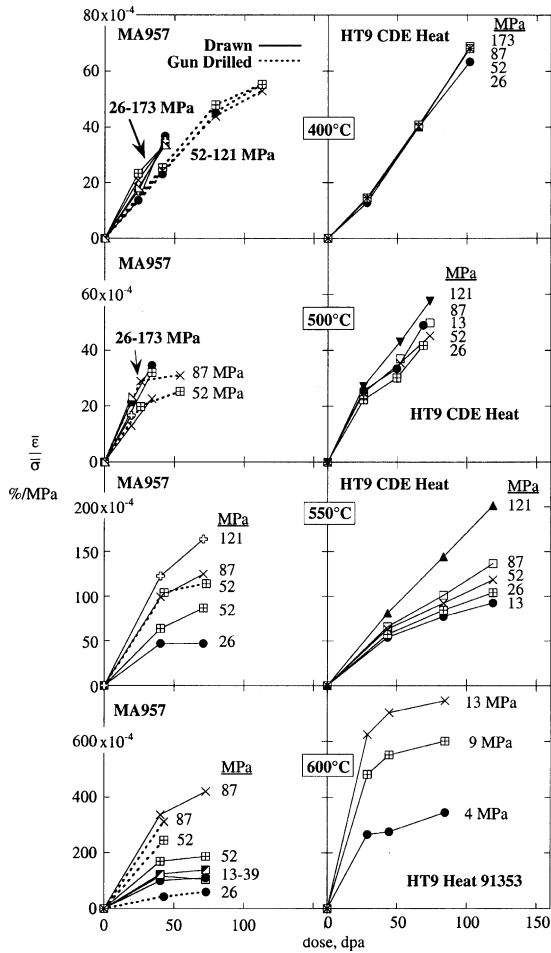 80x10-4
MA957
Drawn
Gun Drilled
60
26-173 MPa
40
52-121 MPa
20
0
HT9 CDE Heat
MPa
173
87
52
26
400°C
0
50
100
MA957
60x10-4
26-173 MPa
40
87 MPa
52 MPa
20
0
500°C
MPa
121
87
13
52
26
HT9 CDE Heat
ε
σ
%/MPa
MA957
200x10-4
MPa
150
121
87
100
52
52
50
26
0
HT9 CDE Heat
550°C
MPa
121
87
52
26
13
MA957
600x10-4
MPa
87
400
87
52
52
200
13-39
26
0
0
50
100
600°C
13 MPa
9 MPa
4 MPa
HT9 Heat 91353
0
50
100
150
dose, dpa